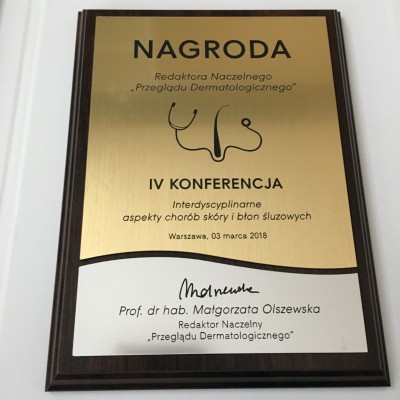 NAGRODA
Redaktora Naczelnego
„Przeglądu Dermatologicznego”
IV KONFERENCJA
Interdyscyplinarne
aspekty chorób skóry i błon śluzowych
Warszawa, 03 marca 2018
Prof. dr hab. Małgorzata Olszewska
Redaktor Naczelny
„Przeglądu Dermatologicznego”